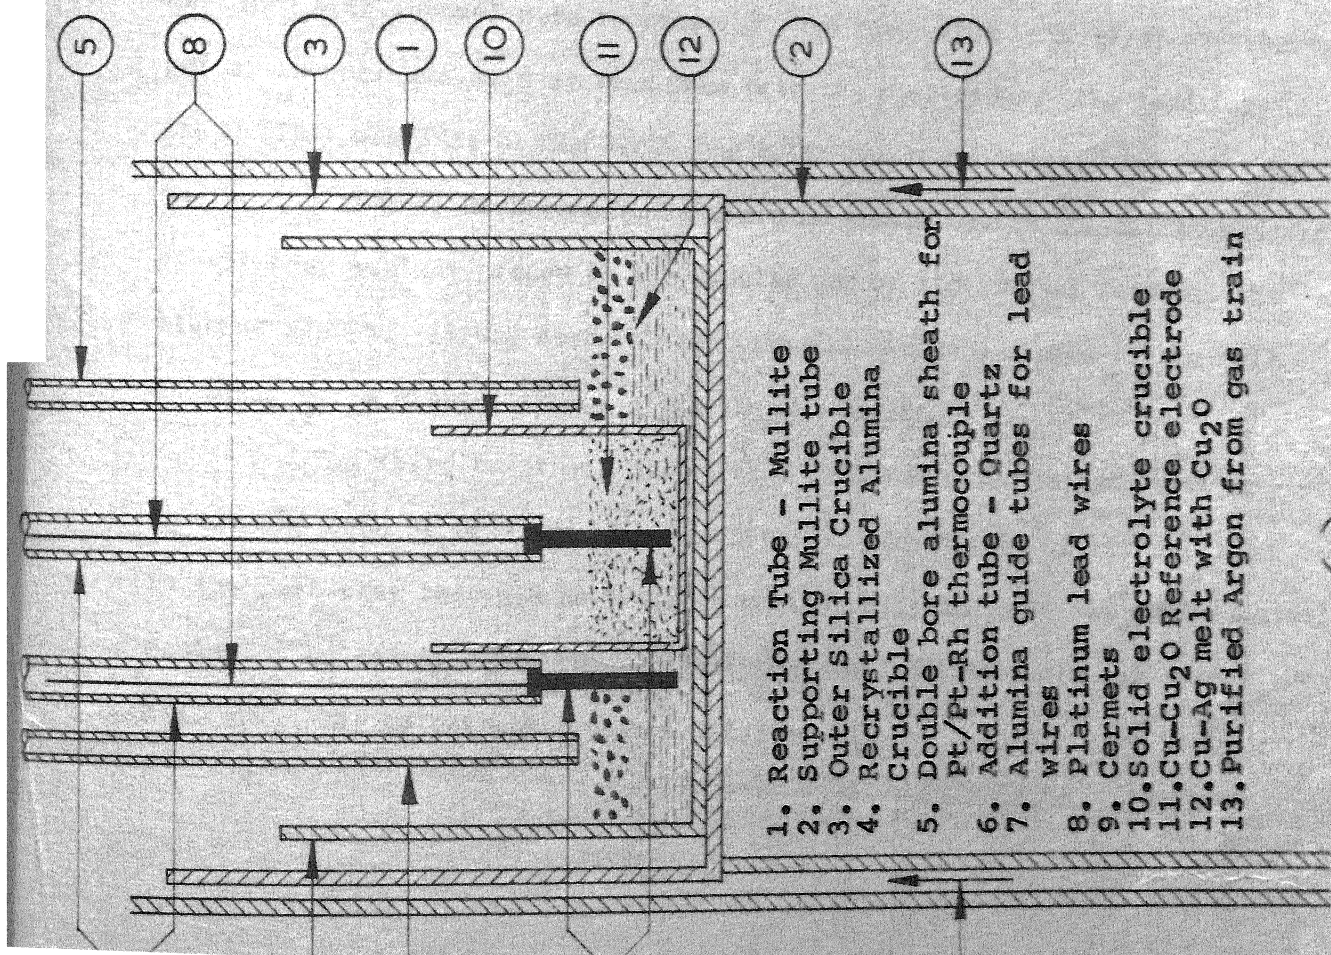 5
8
3
1
10
11
12
2
13
1. Reaction Tube - Mullite
2. Supporting Mullite tube
3. Outer Silica Crucible
4. Recrystallized Alumina
Crucible
5. Double bore alumina sheath for
Pt/Pt-Rh thermocouple
6. Addition tube - Quartz
7. Alumina guide tubes for lead
wires
8. Platinum lead wires
9. Cermets
10.Solid electrolyte crucible
11.Cu-Cu₂O Reference electrode
12.Cu-Ag melt with Cu₂O
13.Purified Argon from gas train